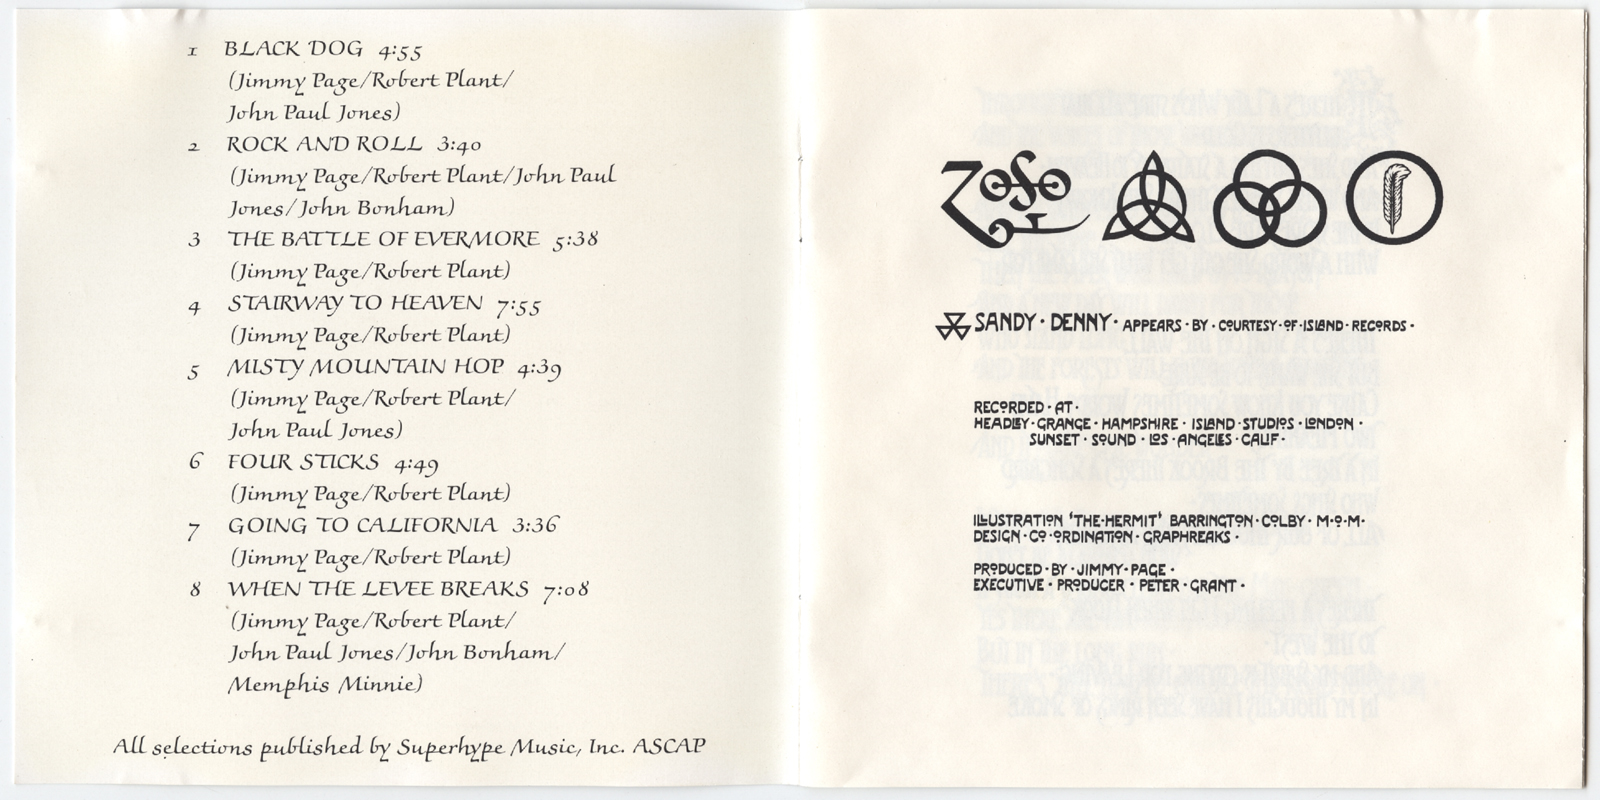 1 BLACK DOG 4:55
(Jimmy Page/Robert Plant/
John Paul Jones)
2 ROCK AND ROLL 3:40
(Jimmy Page/Robert Plant/John Paul
Jones/John Bonham)
3 THE BATTLE OF EVERMORE 5:38
(Jimmy Page/Robert Plant)
4 STAIRWAY TO HEAVEN 7:55
(Jimmy Page/Robert Plant)
5 MISTY MOUNTAIN HOP 4:39
(Jimmy Page/Robert Plant/
John Paul Jones)
6 FOUR STICKS 4:49
(Jimmy Page/Robert Plant)
7 GOING TO CALIFORNIA 3:36
(Jimmy Page/Robert Plant)
8 WHEN THE LEVEE BREAKS 7:08
(Jimmy Page/Robert Plant/
John Paul Jones/John Bonham/
Memphis Minnie)
All selections published by Superhype Music, Inc. ASCAP
ZoSo
SANDY · DENNY · APPEARS · BY · COURTESY · OF · ISLAND · RECORDS ·
RECORDED · AT ·
HEADLEY · GRANGE · HAMPSHIRE · ISLAND · STUDIOS · LONDON ·
SUNSET · SOUND · LOS · ANGELES · CALIF ·
ILLUSTRATION 'THE · HERMIT' BARRINGTON · COLBY · M · O · M ·
DESIGN · CO · ORDINATION · GRAPHREAKS ·
PRODUCED · BY · JIMMY · PAGE ·
EXECUTIVE · PRODUCER · PETER · GRANT ·